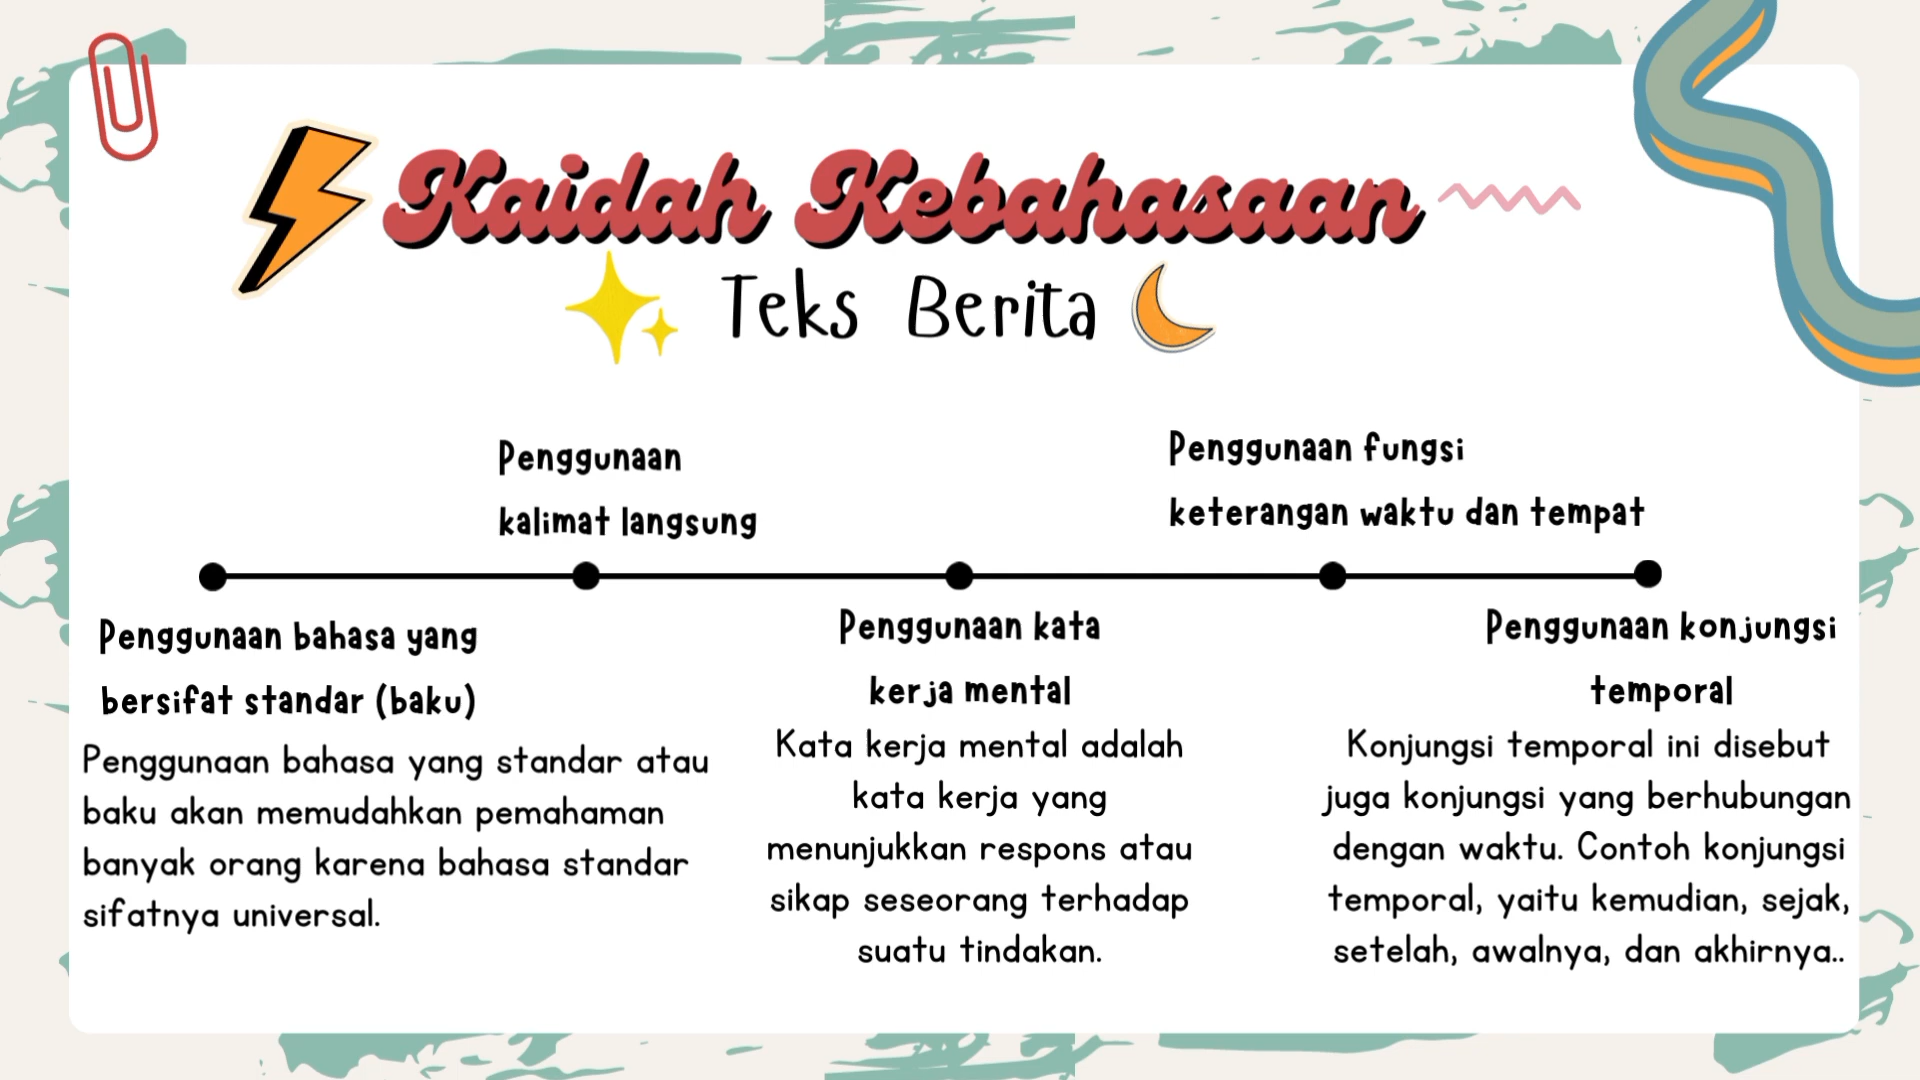 Kaidah Kebahasaan
Teks Berita
Penggunaan
kalimat langsung
Penggunaan fungsi
keterangan waktu dan tempat
Penggunaan bahasa yang
bersifat standar (baku)
Penggunaan bahasa yang standar atau
baku akan memudahkan pemahaman
banyak orang karena bahasa standar
sifatnya universal.
Penggunaan kata
kerja mental
Kata kerja mental adalah
kata kerja yang
menunjukkan respons atau
sikap seseorang terhadap
suatu tindakan.
Penggunaan konjungsi
temporal
Konjungsi temporal ini disebut
juga konjungsi yang berhubungan
dengan waktu. Contoh konjungsi
temporal, yaitu kemudian, sejak,
setelah, awalnya, dan akhirnya..